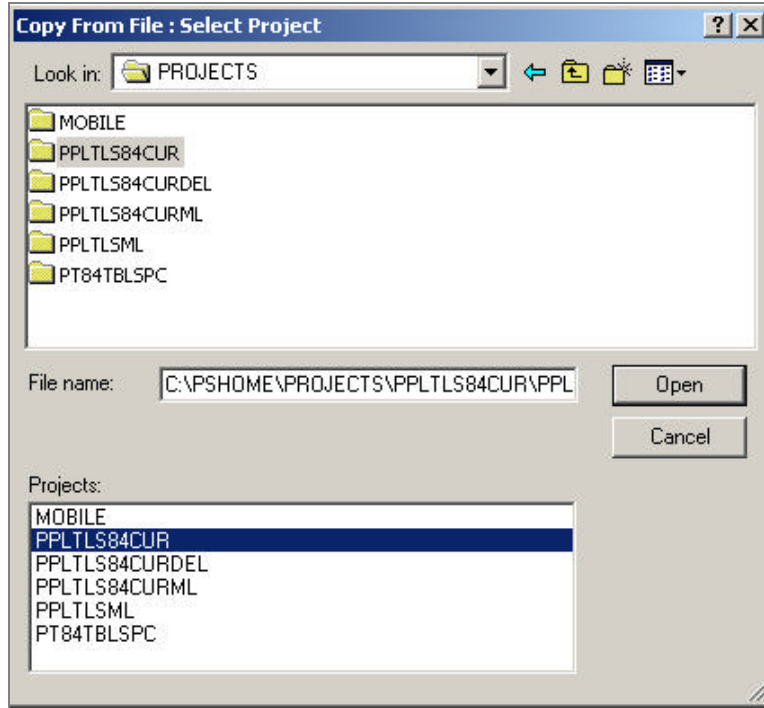 Copy From File : Select Project
Look in: PROJECTS
MOBILE
PPLTLS84CUR
PPLTLS84CURDEL
PPLTLS84CURML
PPLTLSML
PT84TBLSPC
File name: C:\PSHOME\PROJECTS\PPLTLS84CUR\PPL Open
Cancel
Projects:
MOBILE
PPLTLS84CUR
PPLTLS84CURDEL
PPLTLS84CURML
PPLTLSML
PT84TBLSPC